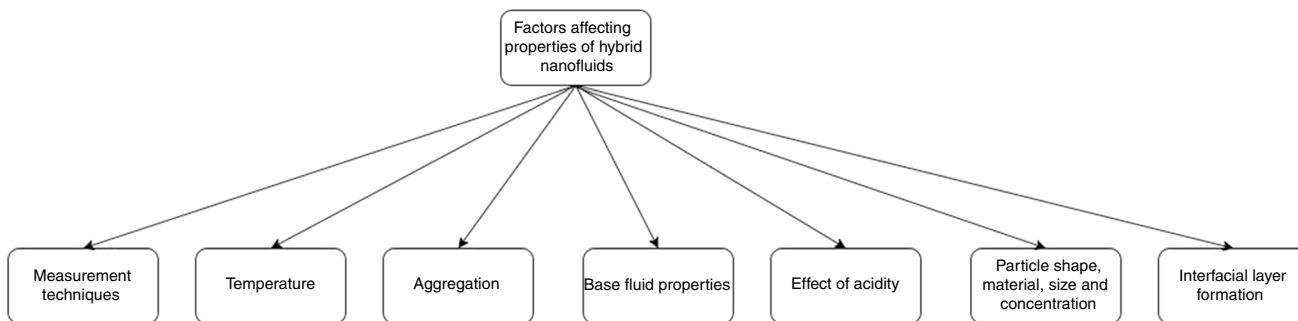 Factors affecting
properties of hybrid
nanofluids
Measurement
techniques
Temperature
Aggregation
Base fluid properties
Effect of acidity
Particle shape,
material, size and
concentration
Interfacial layer
formation